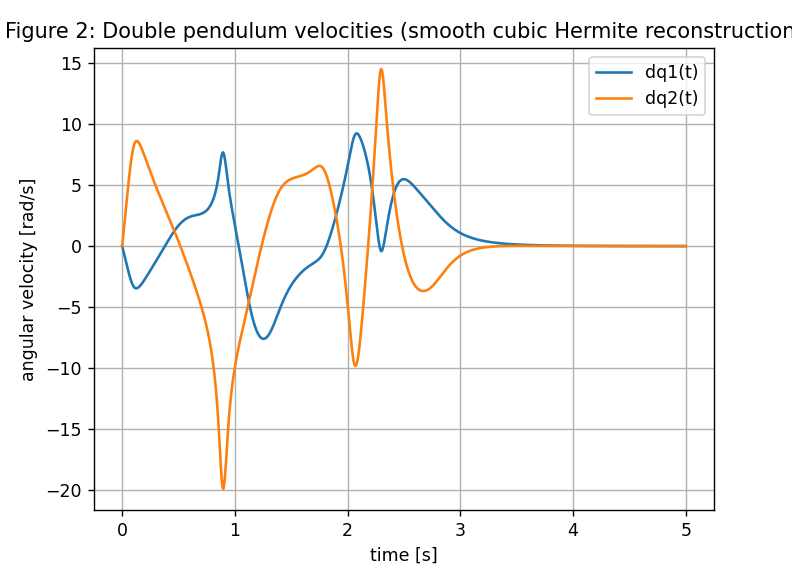 Figure 2: Double pendulum velocities (smooth cubic Hermite reconstruction
15
10
5
0
−5
−10
−15
−20
angular velocity [rad/s]
dq1(t)
dq2(t)
0 1 2 3 4 5
time [s]